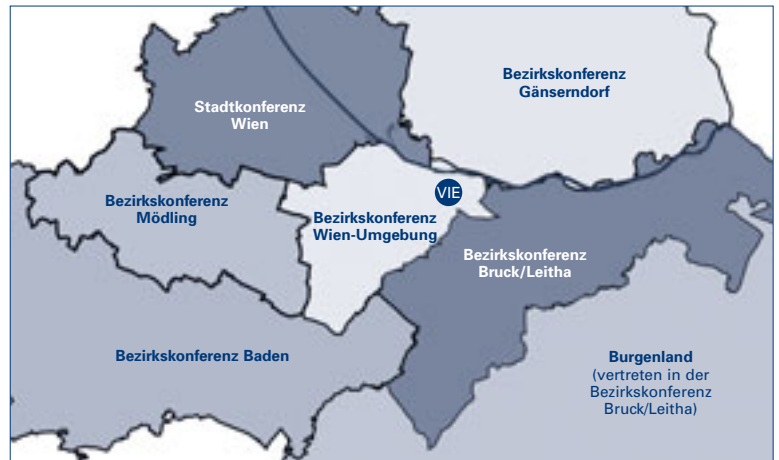 Bezirkskonferenz
Gänserndorf
Stadtkonferenz
Wien
VIE
Bezirkskonferenz
Mödling
Bezirkskonferenz
Wien-Umgebung
Bezirkskonferenz
Bruck/Leitha
Bezirkskonferenz Baden
Burgenland
(vertreten in der
Bezirkskonferenz
Bruck/Leitha)